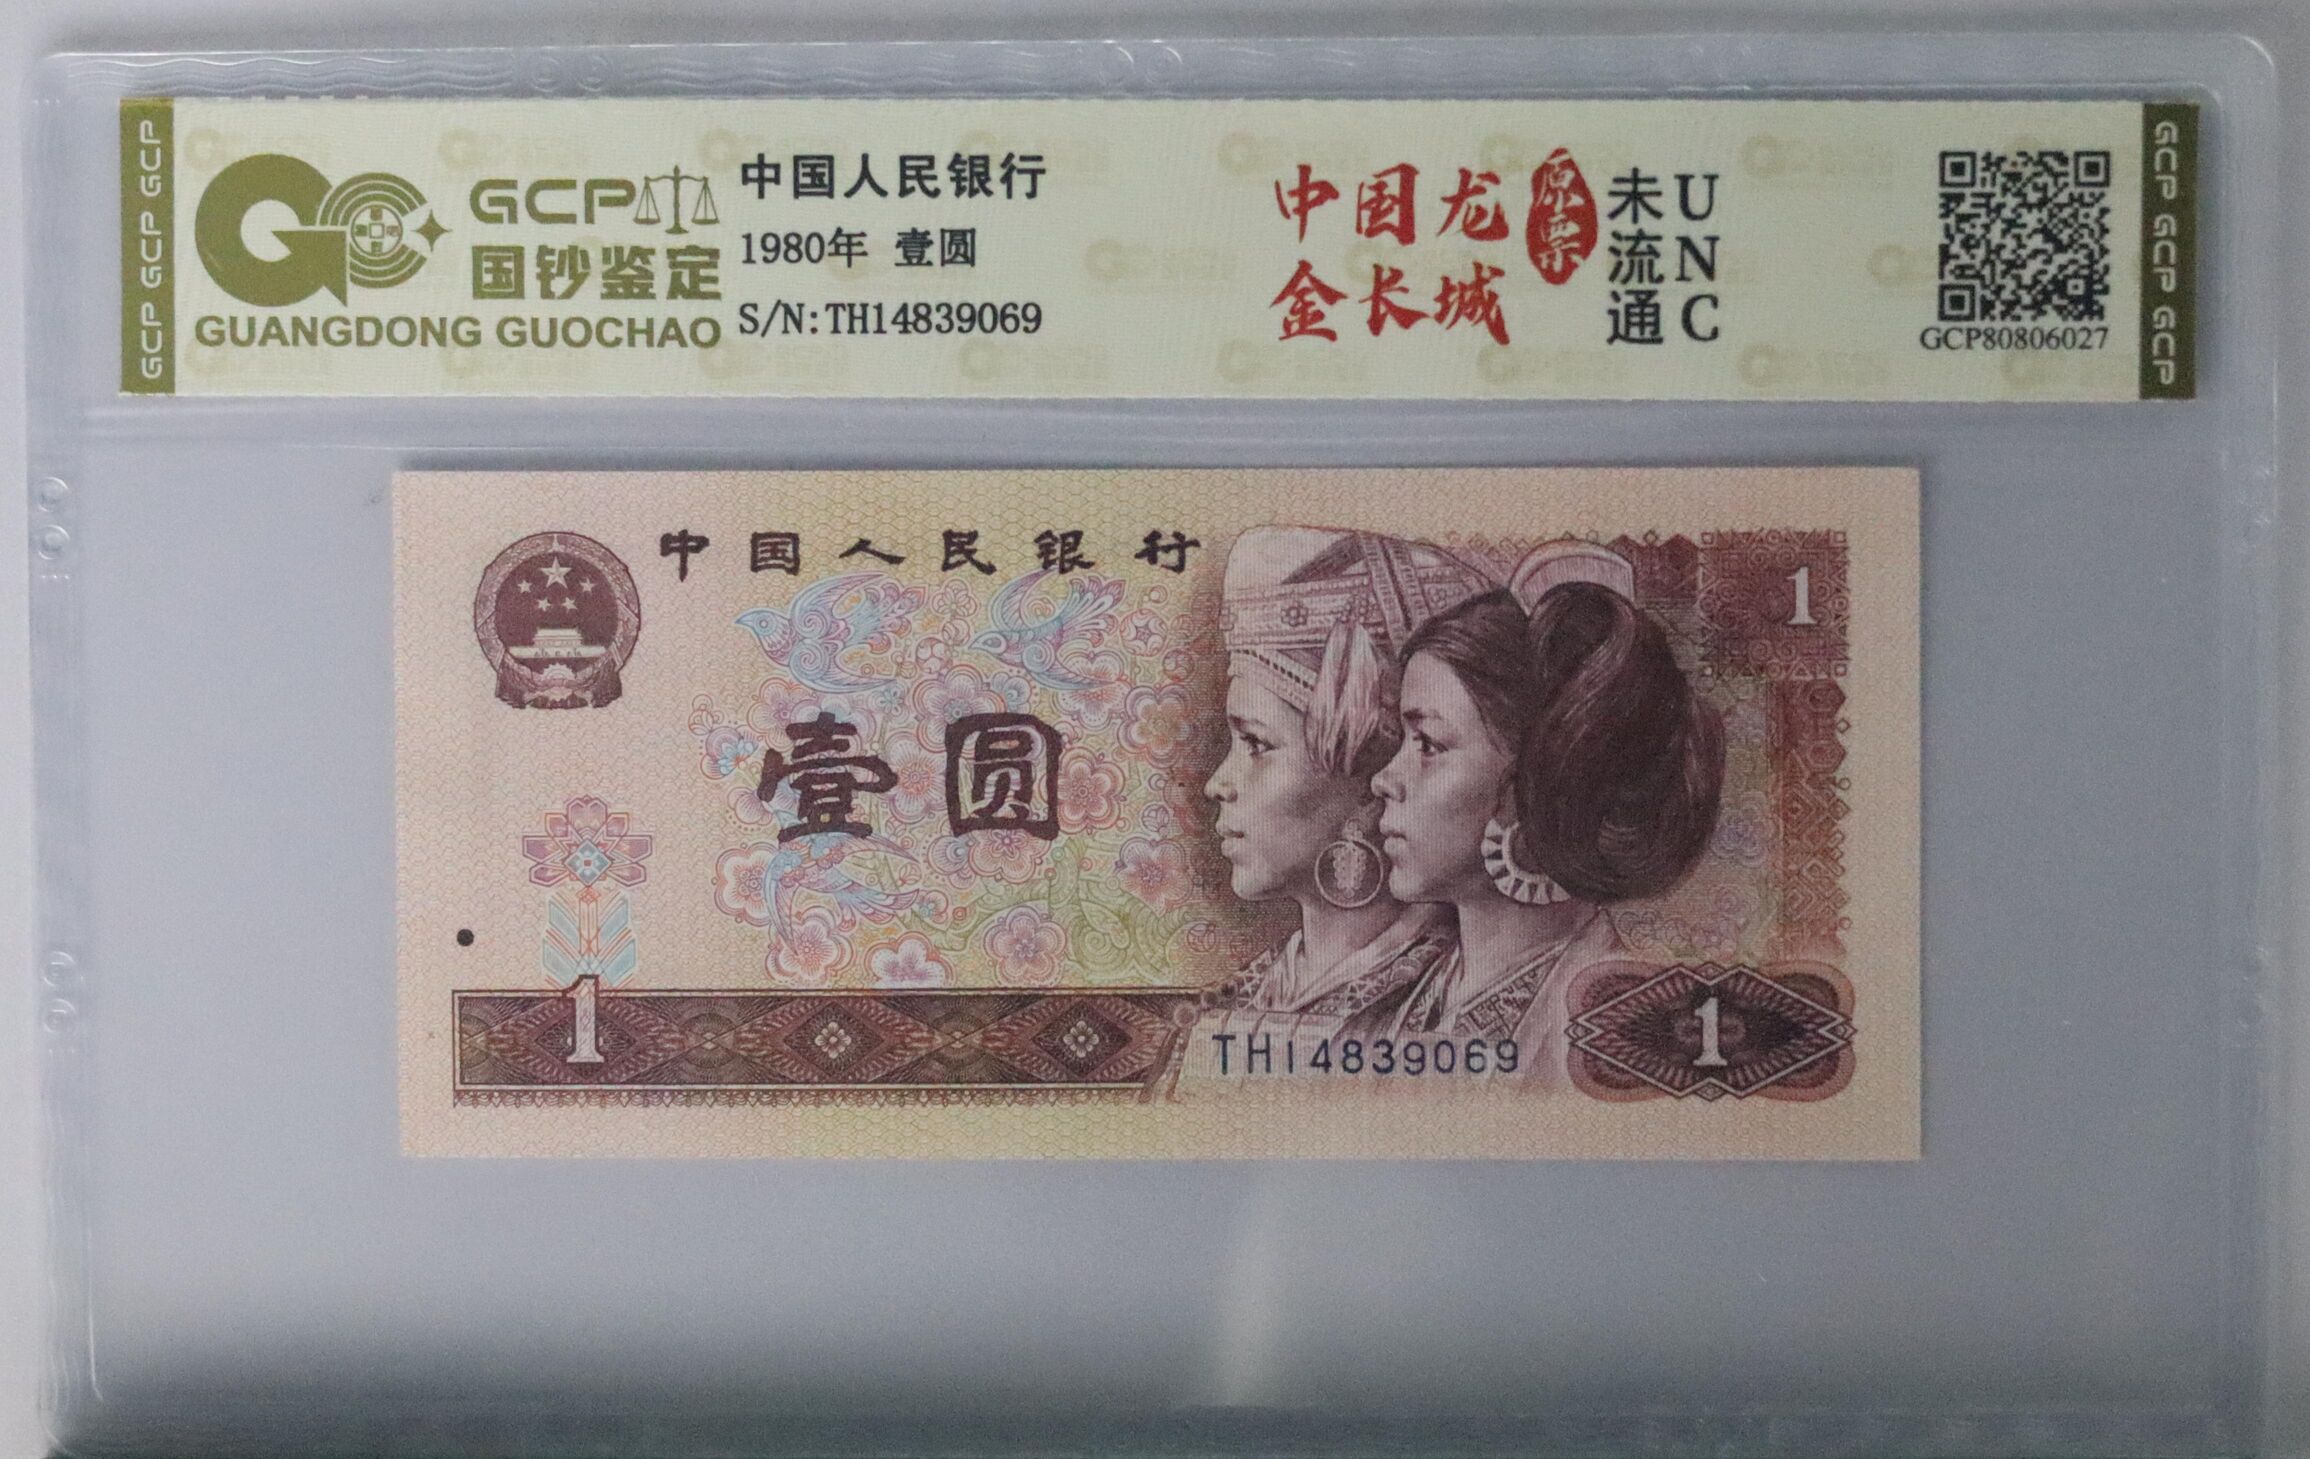 GCP GCP GCP
GCP
国钞鉴定
GUANGDONG GUOCHAO
中国人民银行
1980年 壹圆
S/N:TH14839069
中国龙
金长城
原票
未流通
UNC
GCP80806027
GCP GCP GCP
中国人民银行
1
壹圆
1
TH14839069
1